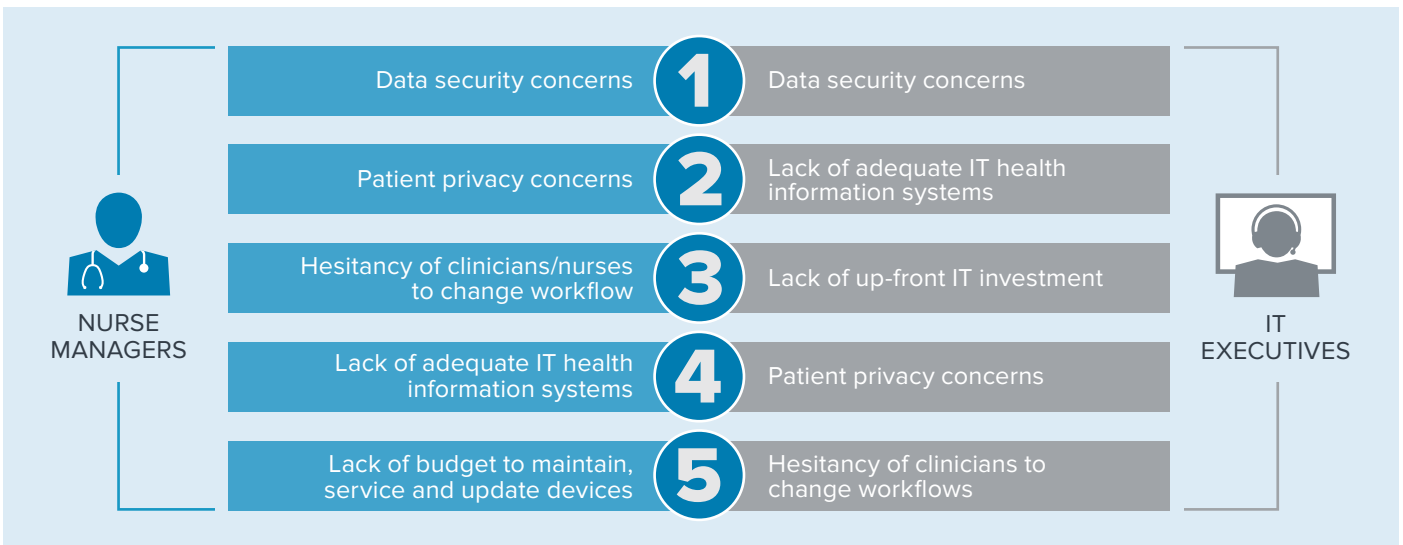 Data security concerns
1
Data security concerns
Patient privacy concerns
2
Lack of adequate IT health
information systems
Hesitancy of clinicians/nurses
to change workflow
3
Lack of up-front IT investment
NURSE
MANAGERS
IT
EXECUTIVES
Lack of adequate IT health
information systems
4
Patient privacy concerns
Lack of budget to maintain,
service and update devices
5
Hesitancy of clinicians to
change workflows